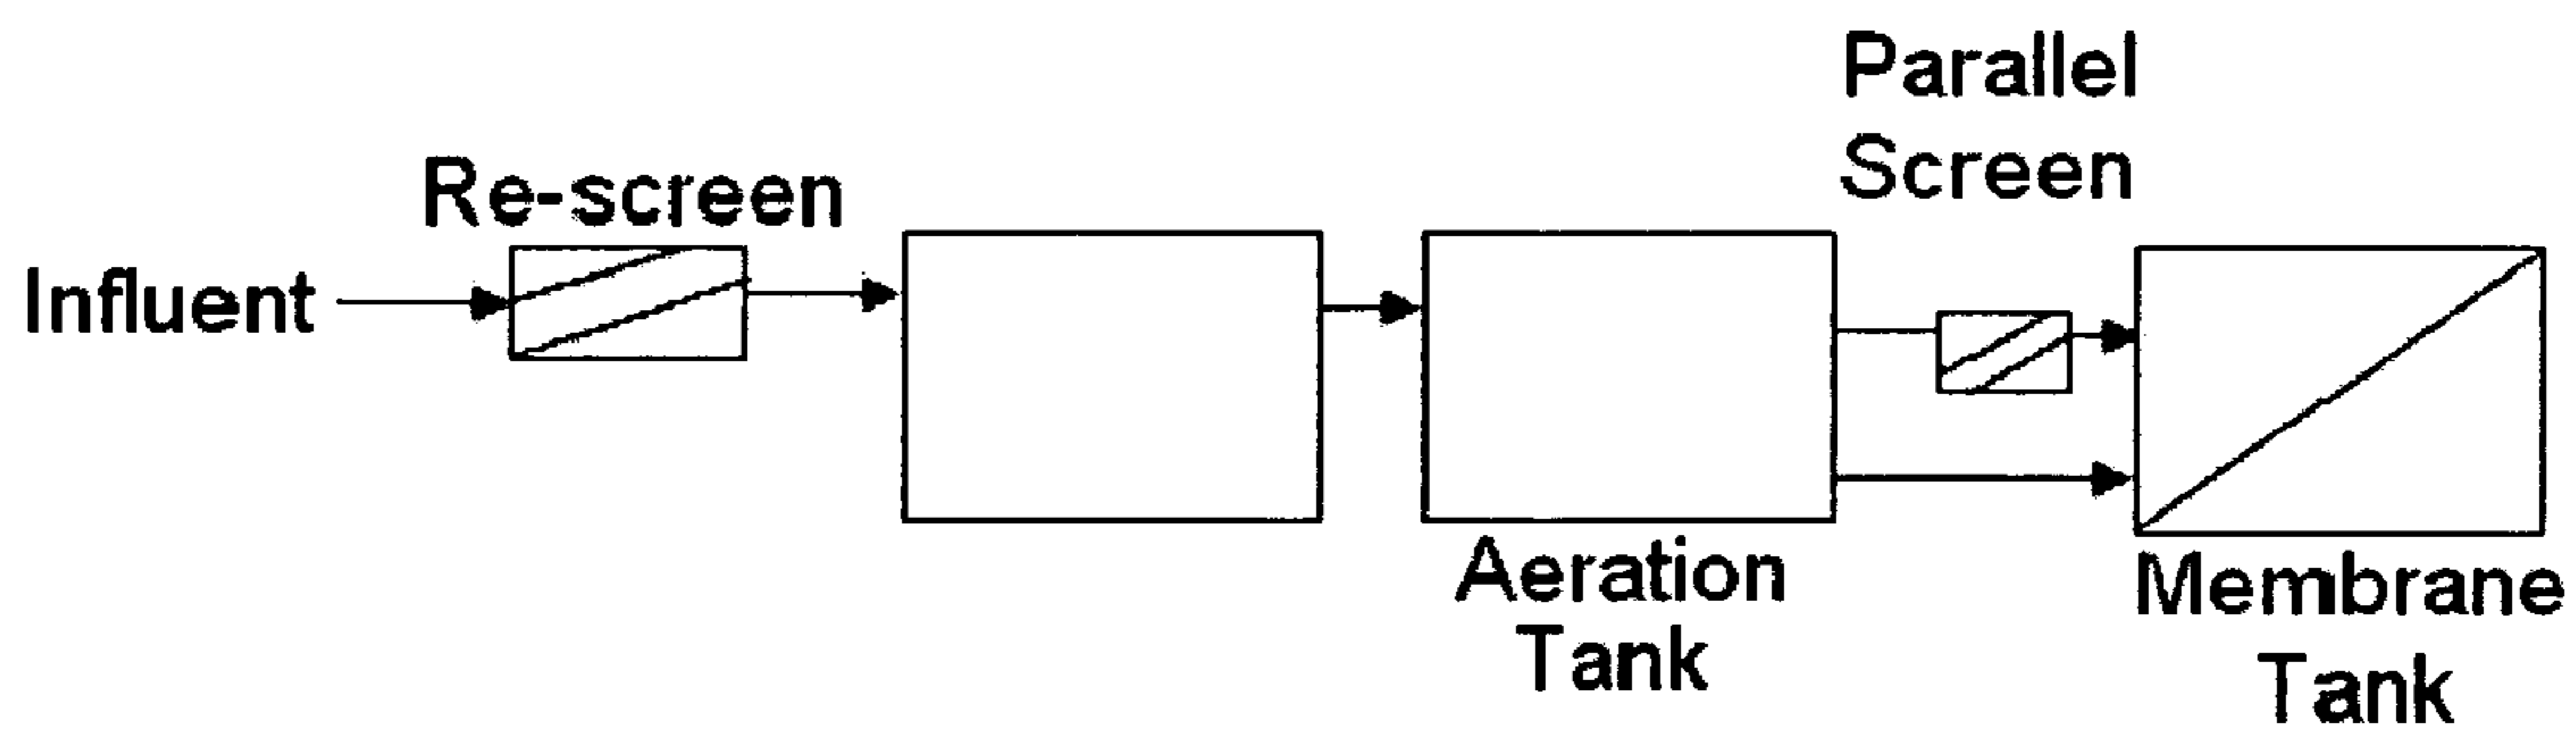 Parallel
Screen
Re-screen
Influent
Aeration
Tank
Membrane
Tank